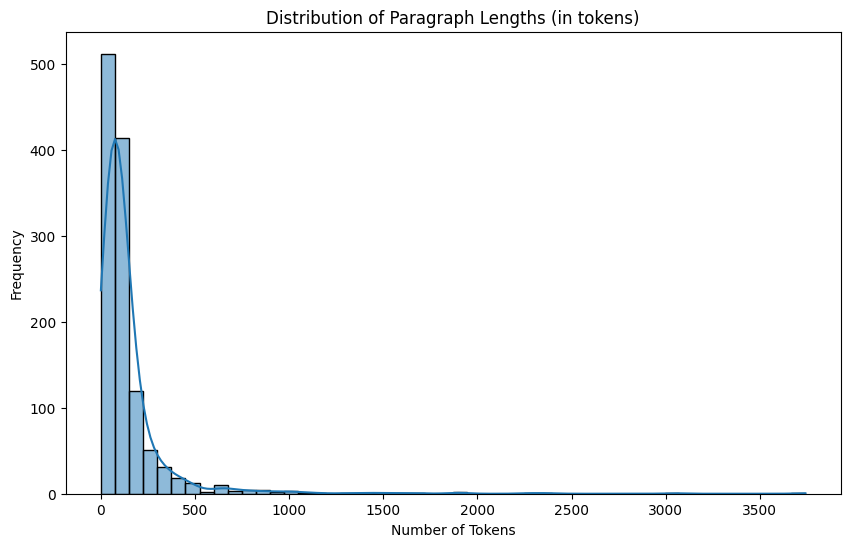 Distribution of Paragraph Lengths (in tokens)
500
400
300
200
100
0
Frequency
0 500 1000 1500 2000 2500 3000 3500
Number of Tokens